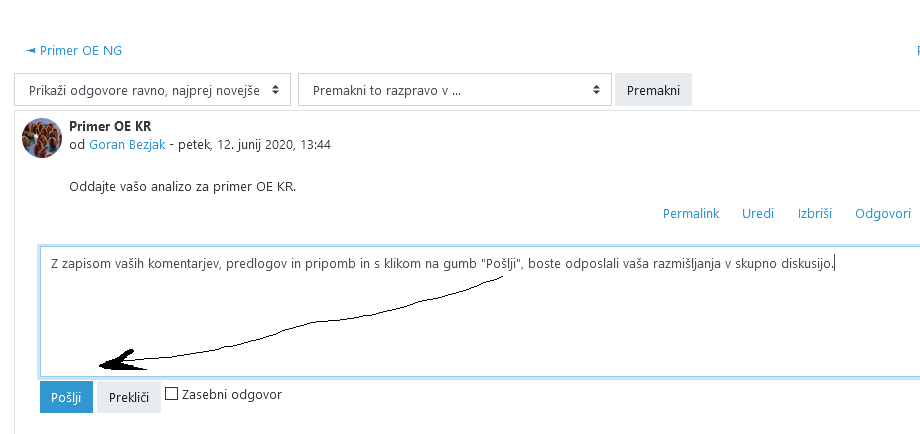 ◄ Primer OE NG
Prikaži odgovore ravno, najprej novejše Premakni to razpravo v ... Premakni
Primer OE KR
od Goran Bezjak - petek, 12. junij 2020, 13:44
Oddajte vašo analizo za primer OE KR.
Permalink Uredi Izbriši Odgovori
Z zapisom vaših komentarjev, predlogov in pripomb in s klikom na gumb "Pošlji", boste odposlali vaša razmišljanja v skupno diskusijo.
Pošlji Prekliči Zasebni odgovor